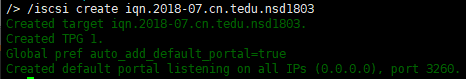 /> /iscsi create iqn.2018-07.cn.tedu.nsd1803
Created target iqn.2018-07.cn.tedu.nsd1803.
Created TPG 1.
Global pref auto_add_default_portal=true
Created default portal listening on all IPs (0.0.0.0), port 3260.